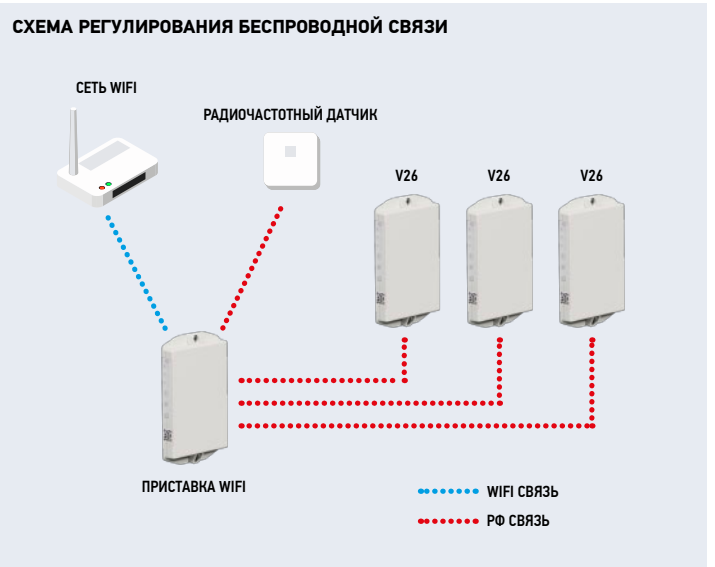 СХЕМА РЕГУЛИРОВАНИЯ БЕСПРОВОДНОЙ СВЯЗИ
СЕТЬ WIFI
РАДИОЧАСТОТНЫЙ ДАТЧИК
V26
V26
V26
ПРИСТАВКА WIFI
WIFI СВЯЗЬ
РФ СВЯЗЬ